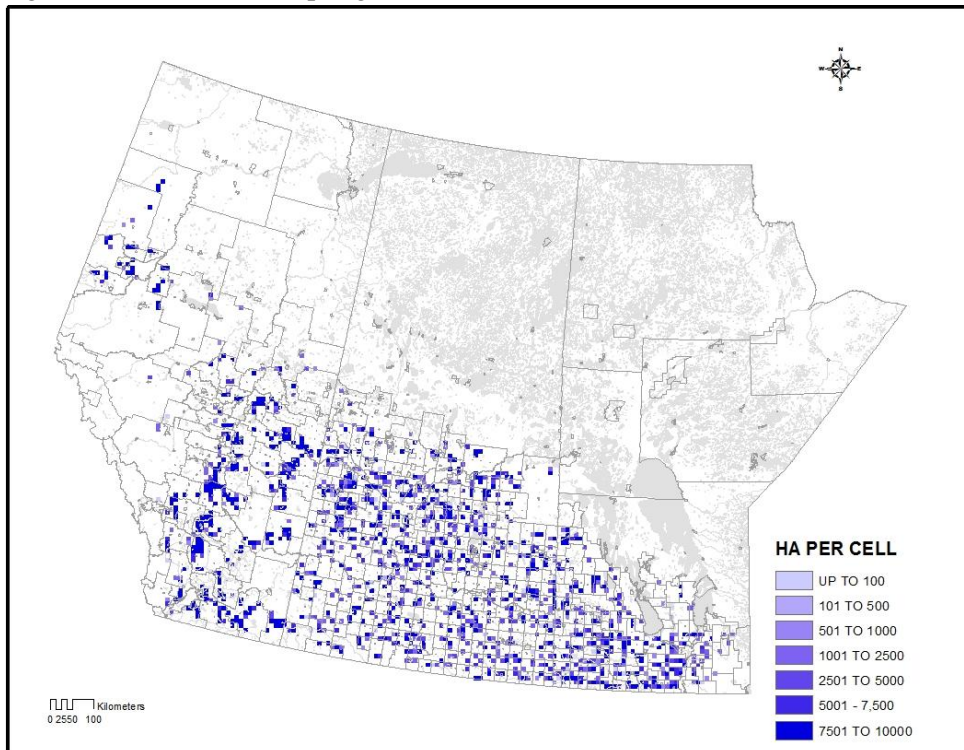 N
W E
S
HA PER CELL
UP TO 100
101 TO 500
501 TO 1000
1001 TO 2500
2501 TO 5000
5001 - 7,500
7501 TO 10000
Kilometers
0 2550 100